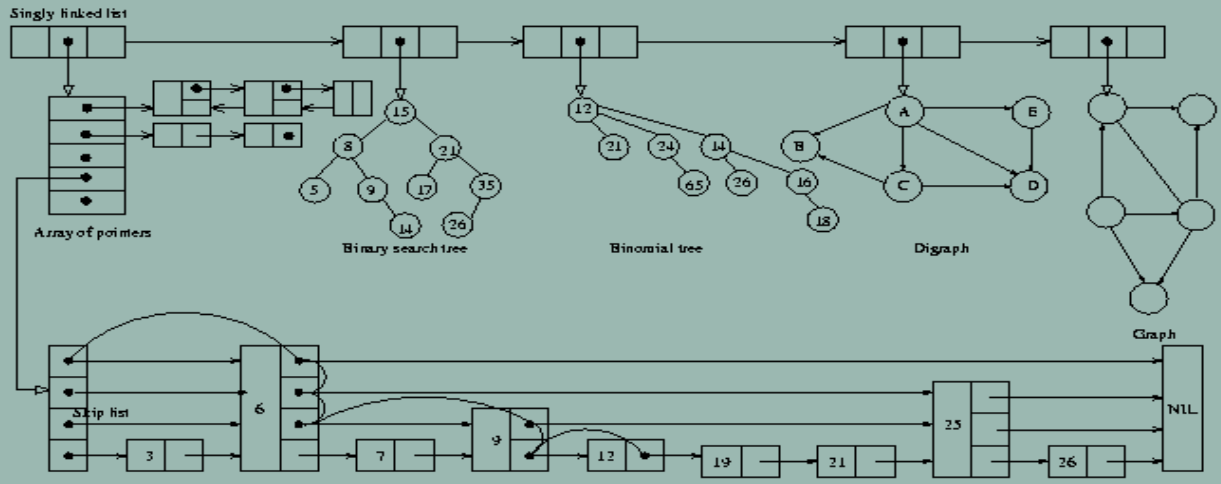 Singly linked list
15
12
A
E
8
21
21
24
14
B
5
9
17
35
65
26
16
C
D
14
26
18
Array of pointers
Binary search tree
Binomial tree
Digraph
Graph
6
Skip list
25
NIL
3
7
9
12
19
21
26